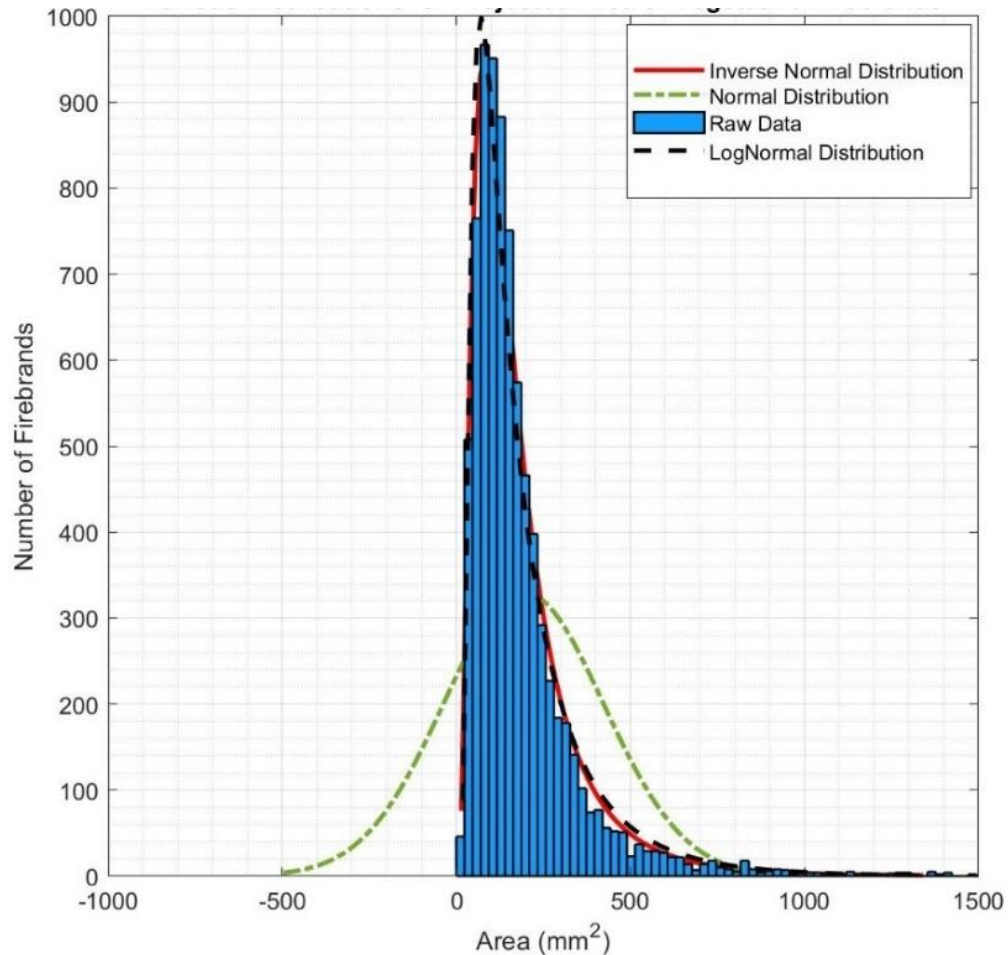 1000
900
800
700
600
500
400
300
200
100
0
-1000
-500
0
500
1000
1500
Number of Firebrands
Area (mm²)
Inverse Normal Distribution
Normal Distribution
Raw Data
LogNormal Distribution